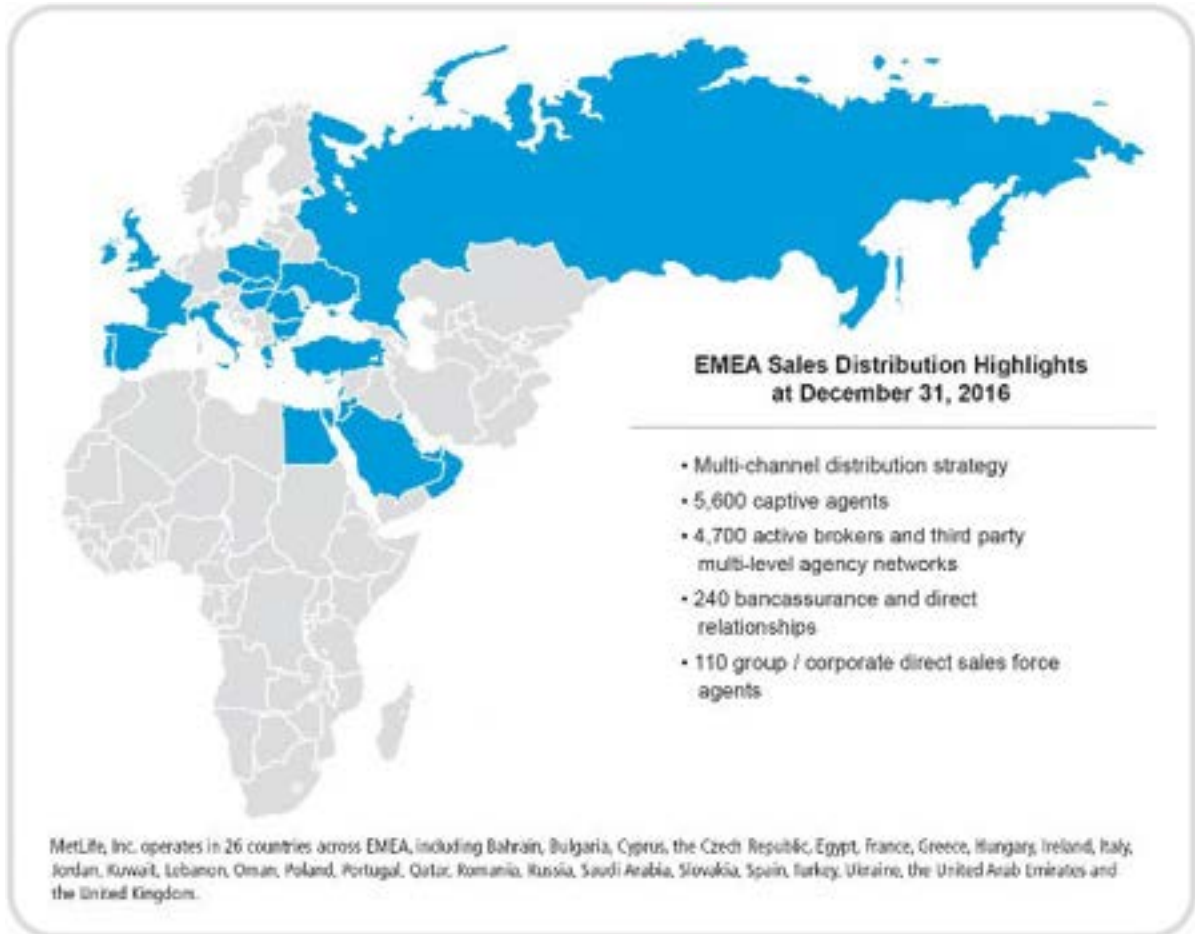 EMEA Sales Distribution Highlights
at December 31, 2016
• Multi-channel distribution strategy
• 5,600 captive agents
• 4,700 active brokers and third party
multi-level agency networks
• 240 bancassurance and direct
relationships
• 110 group / corporate direct sales force
agents
MetLife, Inc. operates in 26 countries across EMEA, including Bahrain, Bulgaria, Cyprus, the Czech Republic, Egypt, France, Greece, Hungary, Ireland, Italy,
Jordan, Kuwait, Lebanon, Oman, Poland, Portugal, Qatar, Romania, Russia, Saudi Arabia, Slovakia, Spain, Turkey, Ukraine, the United Arab Emirates and
the United Kingdom.